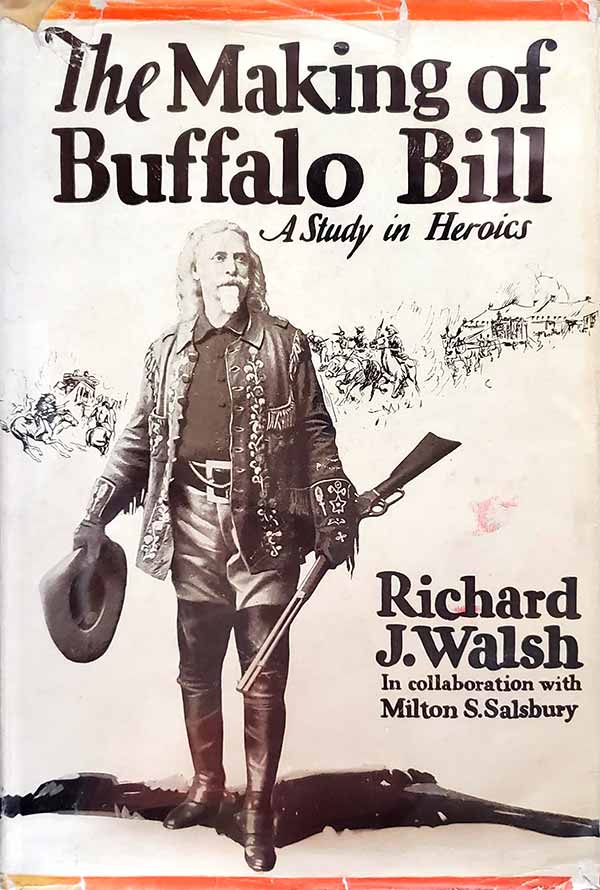 The Making of
Buffalo Bill
A Study in Heroics
Richard
J. Walsh
In collaboration with
Milton S. Salsbury